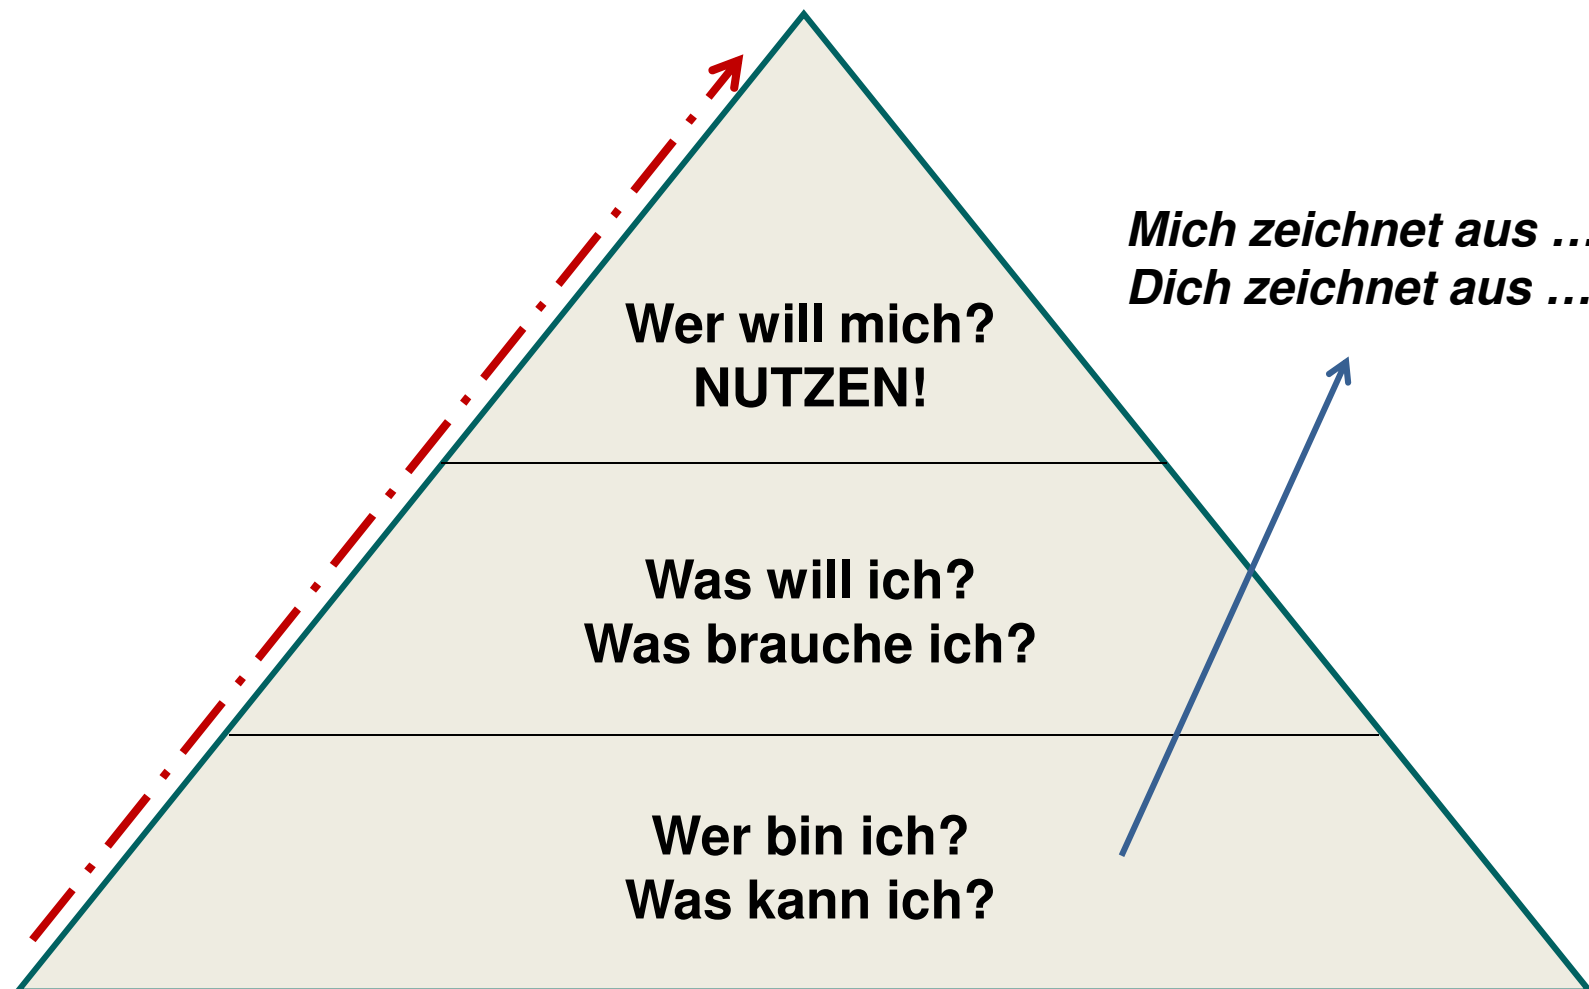 Mich zeichnet aus …
Dich zeichnet aus …
Wer will mich?
NUTZEN!
Was will ich?
Was brauche ich?
Wer bin ich?
Was kann ich?